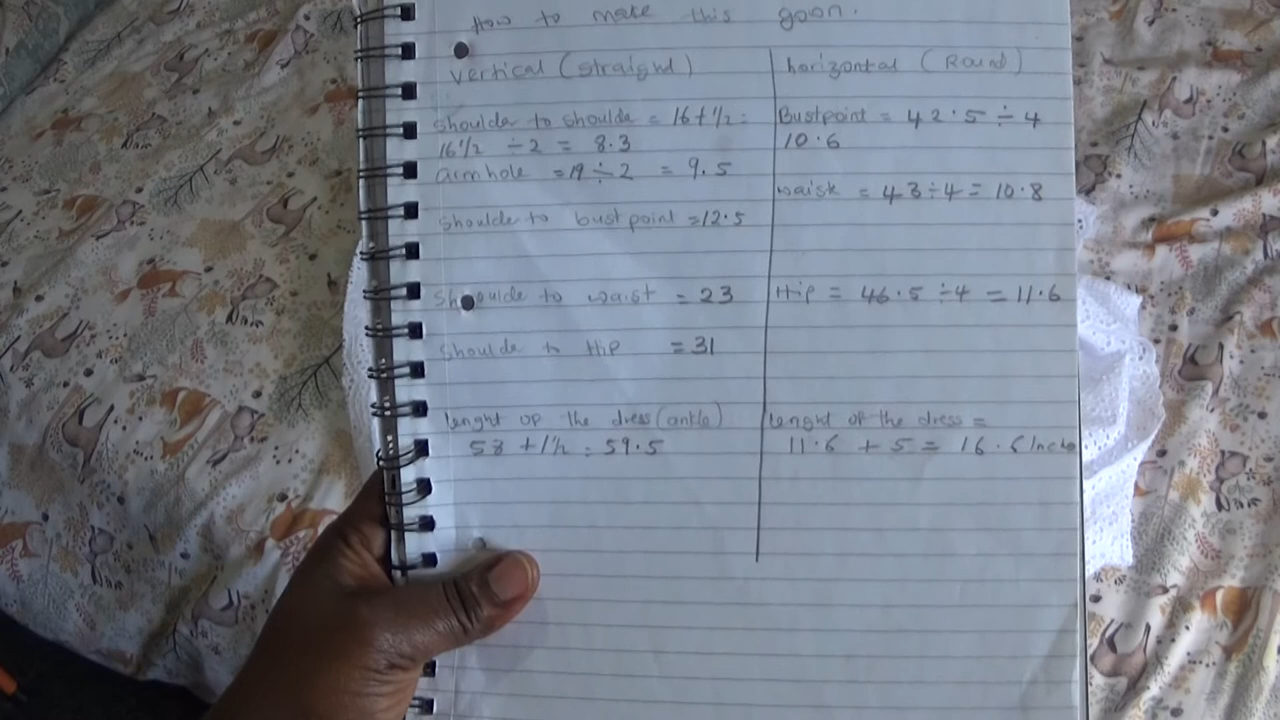 How to make this goon.
vertical (straight)
shoulde to shoulde = 16 + 1/2 =
16 1/2 ÷ 2 = 8.3
armhole = 19 ÷ 2 = 9.5
shoulde to bustpoint = 12.5
shoulde to waist = 23
shoulde to Hip = 31
lenght of the dress (ankle)
58 + 1 1/2 = 59.5
horizontal (Round)
Bustpoint = 42.5 ÷ 4
10.6
waist = 43 ÷ 4 = 10.8
Hip = 46.5 ÷ 4 = 11.6
lenght of the dress =
11.6 + 5 = 16.6 Inche